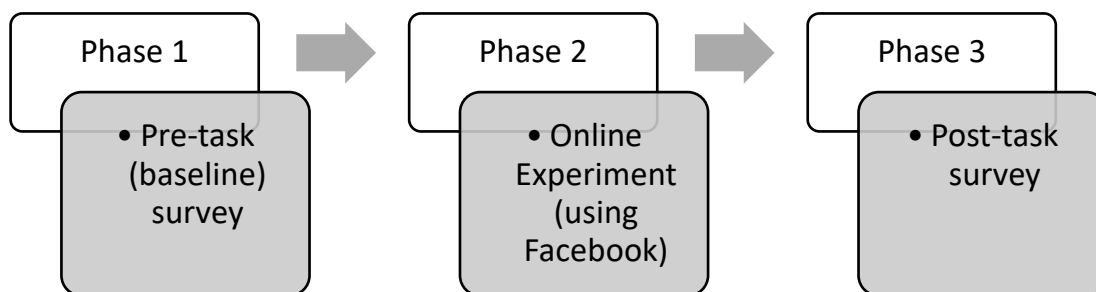 Phase 1
• Pre-task
(baseline)
survey
Phase 2
• Online
Experiment
(using
Facebook)
Phase 3
• Post-task
survey